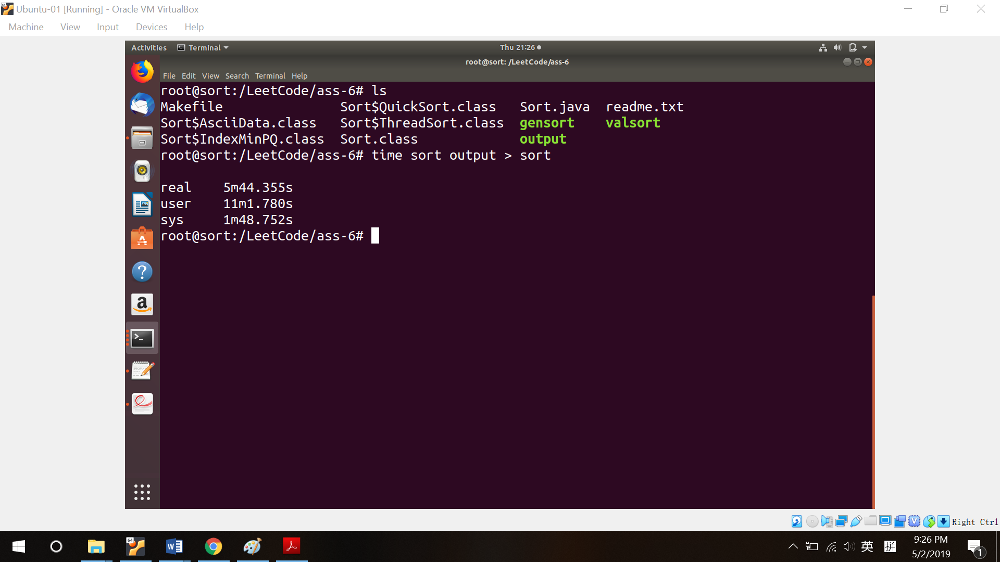 Ubuntu-01 [Running] - Oracle VM VirtualBox
Machine View Input Devices Help
Activities Terminal Thu 21:26
root@sort: /LeetCode/ass-6
File Edit View Search Terminal Help
root@sort:/LeetCode/ass-6# ls
Makefile Sort$QuickSort.class Sort.java readme.txt
Sort$AsciiData.class Sort$ThreadSort.class gensort valsort
Sort$IndexMinPQ.class Sort.class output
root@sort:/LeetCode/ass-6# time sort output > sort
real 5m44.355s
user 11m1.780s
sys 1m48.752s
root@sort:/LeetCode/ass-6#
Right Ctrl
64
英 拼 9:26 PM
5/2/2019
1